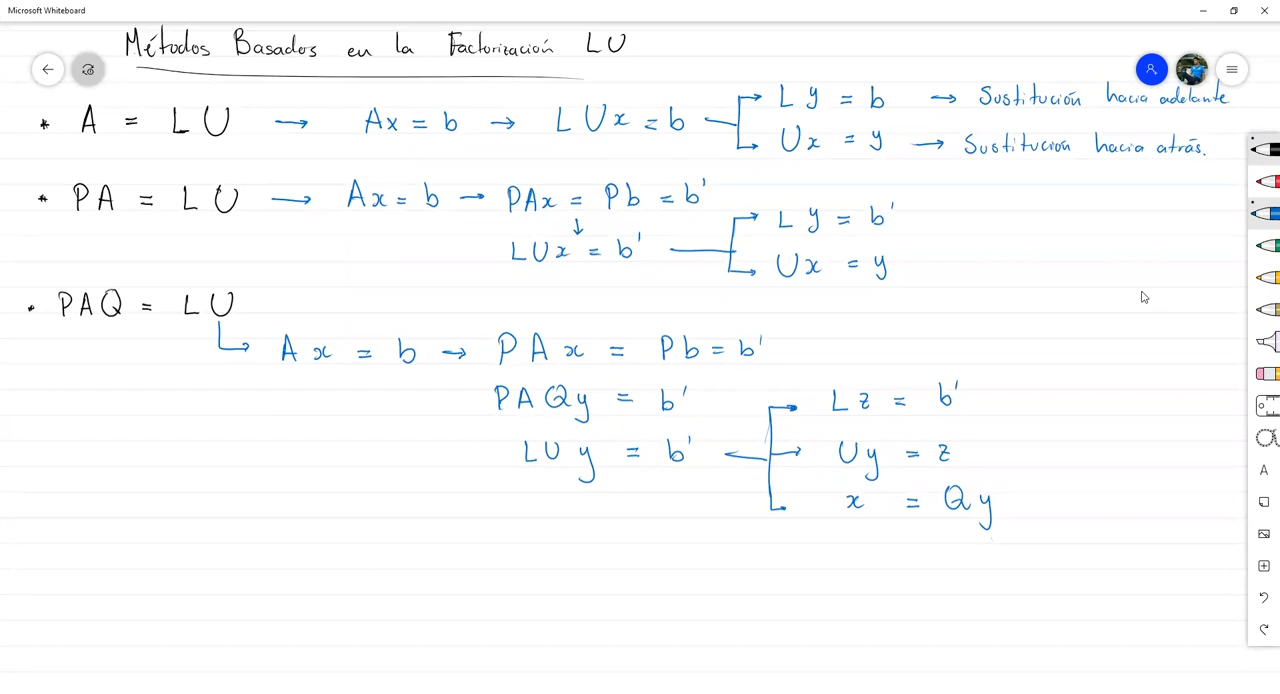 Microsoft Whiteboard
Métodos Basados en la Factorización LU
* A = LU → Ax = b → LUx = b
Ly = b → Sustitución hacia adelante
Ux = y → Sustitución hacia atrás.
* PA = LU → Ax = b → PAx = Pb = b'
↓
LUx = b'
Ly = b'
Ux = y
• PAQ = LU
Ax = b → PAx = Pb = b'
PAQy = b'
LUy = b'
Lz = b'
Uy = z
x = Qy
A